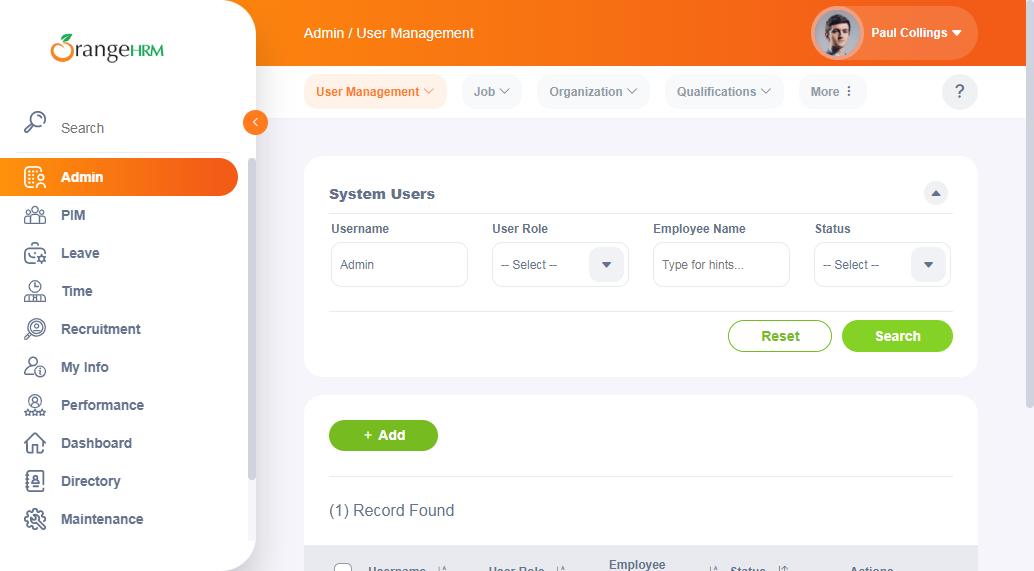 OrangeHRM
Search
Admin
PIM
Leave
Time
Recruitment
My Info
Performance
Dashboard
Directory
Maintenance
Admin / User Management
Paul Collings
User Management
Job
Organization
Qualifications
More
?
System Users
Username
User Role
Employee Name
Status
Admin
-- Select --
Type for hints...
-- Select --
Reset
Search
+ Add
(1) Record Found
Username
User Role
Employee
Status
Actions